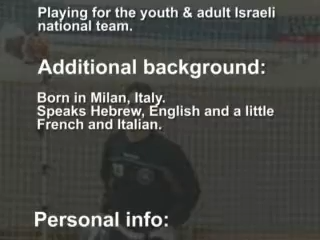 Playing for the youth & adult Israeli
national team.
Additional background:
Born in Milan, Italy.
Speaks Hebrew, English and a little
French and Italian.
Personal info: